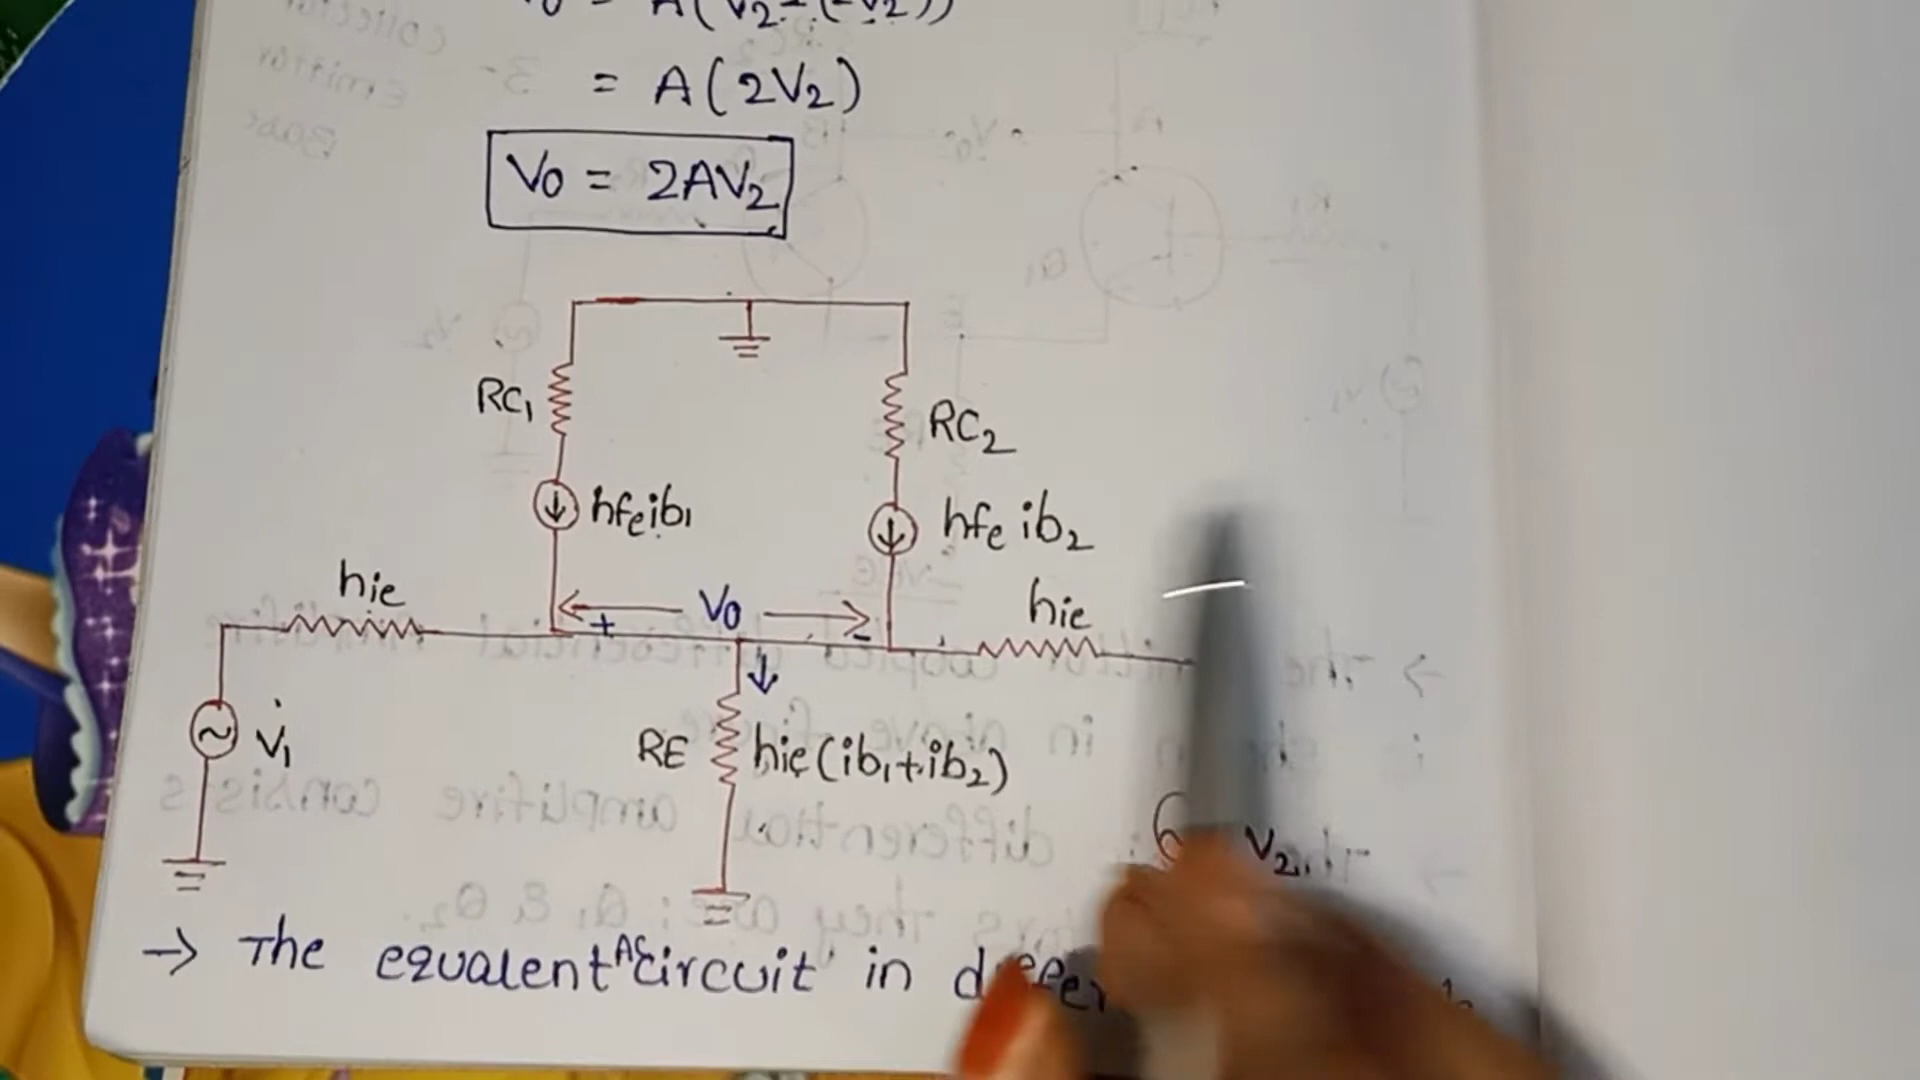 = A(2V2)
V0 = 2AV2
RC1
RC2
hfeib1
hfe ib2
hie
+ V0 -
hie
V1
RE
hie(ib1+ib2)
V2
→ The equalent AC circuit in